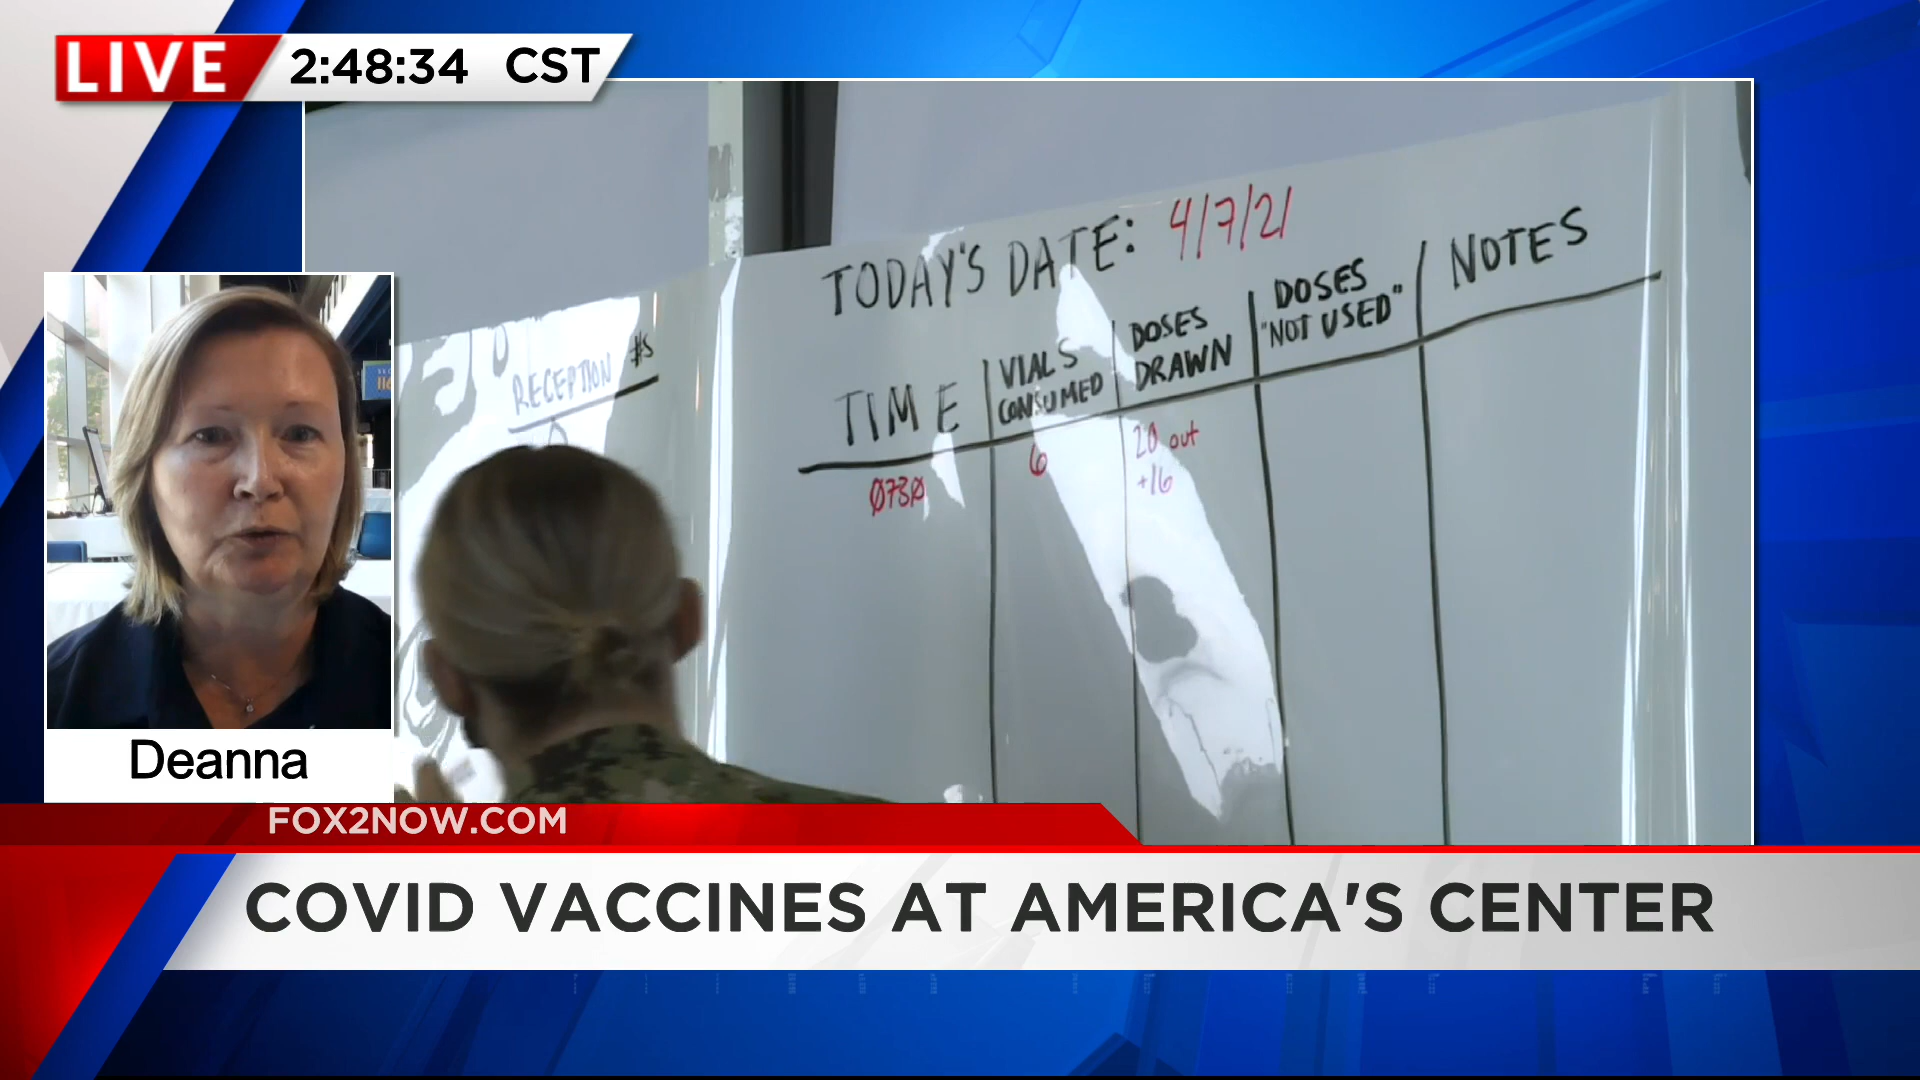 LIVE 2:48:34 CST
TODAY'S DATE: 4/7/21
RECEPTION #S
TIME
VIALS
CONSUMED
DOSES
DRAWN
DOSES
"NOT USED"
NOTES
0730
6
20 out
+16
Deanna
FOX2NOW.COM
COVID VACCINES AT AMERICA'S CENTER